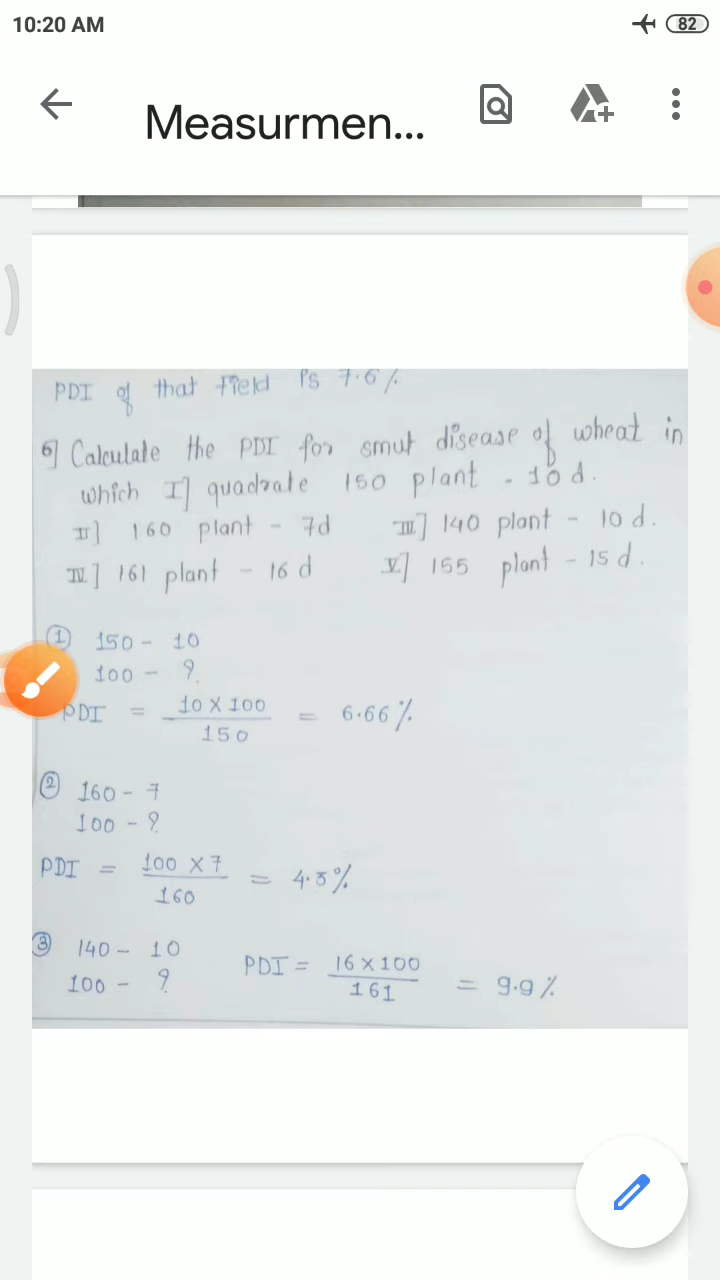 10:20 AM
82
Measurmen...
PDI of that Field is 7.6%
6] Calculate the PDI for smut disease of wheat in
which I] quadrate 150 plant - 10 d.
II] 160 plant - 7d III] 140 plant - 10 d.
IV] 161 plant - 16 d V] 155 plant - 15 d.
① 150 - 10
100 - ?
PDI = 10 X 100 / 150 = 6.66%
② 160 - 7
100 - ?
PDI = 100 X 7 / 160 = 4.3%
③ 140 - 10
100 - ?
PDI = 16 X 100 / 161 = 9.9%